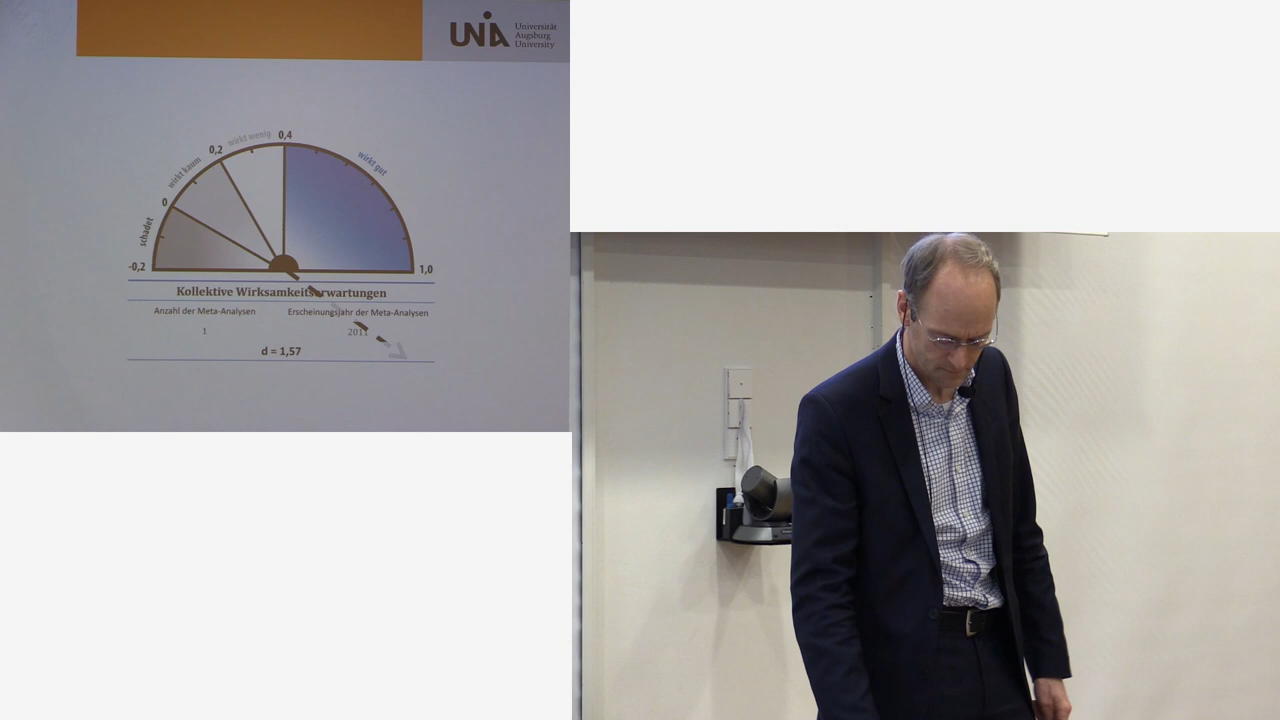 UNIA Universität
Augsburg
University
wirkt wenig
0,4
0,2
wirkt kaum
wirkt gut
0
schadet
-0,2
1,0
Kollektive Wirksamkeitserwartungen
Anzahl der Meta-Analysen Erscheinungsjahr der Meta-Analysen
1 2011
d = 1,57